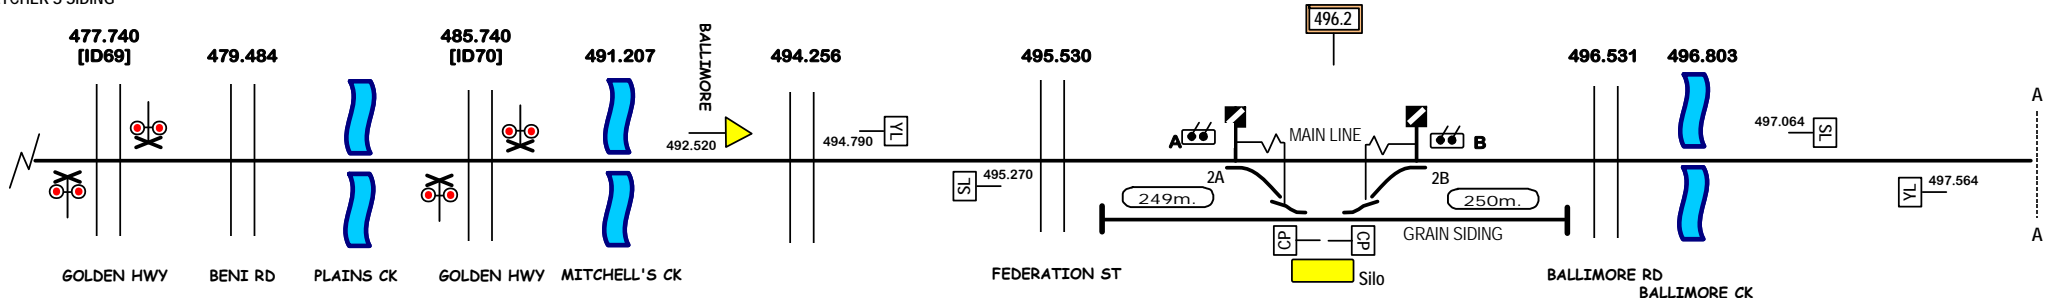 477.740
[ID69]
479.484
485.740
[ID70]
491.207
BALLIMORE
492.520
494.256
494.790
YL
SL
495.270
495.530
496.2
A
MAIN LINE
B
2A
2B
249m.
250m.
CP
CP
GRAIN SIDING
Silo
496.531
496.803
497.064
SL
YL
497.564
A
A
GOLDEN HWY
BENI RD
PLAINS CK
GOLDEN HWY
MITCHELL'S CK
FEDERATION ST
BALLIMORE RD
BALLIMORE CK